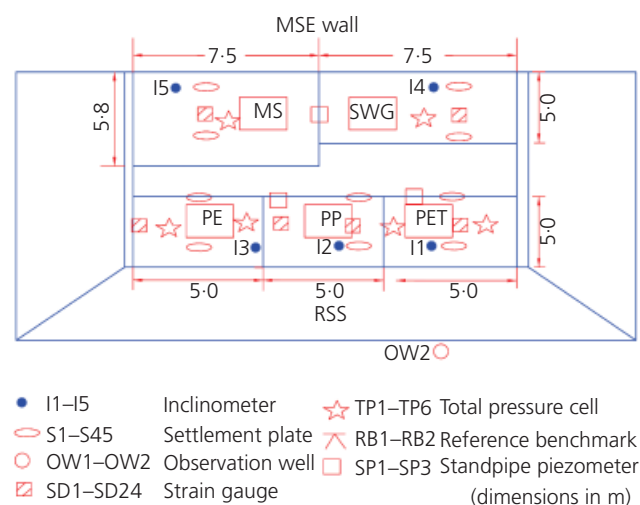 MSE wall
7·5 7·5
I5 I4
MS SWG
5·8 5·0
PE PP PET
5·0
I3 I2 I1
5·0 5·0 5·0
RSS
OW2
I1–I5 Inclinometer
S1–S45 Settlement plate
OW1–OW2 Observation well
SD1–SD24 Strain gauge
TP1–TP6 Total pressure cell
RB1–RB2 Reference benchmark
SP1–SP3 Standpipe piezometer
(dimensions in m)